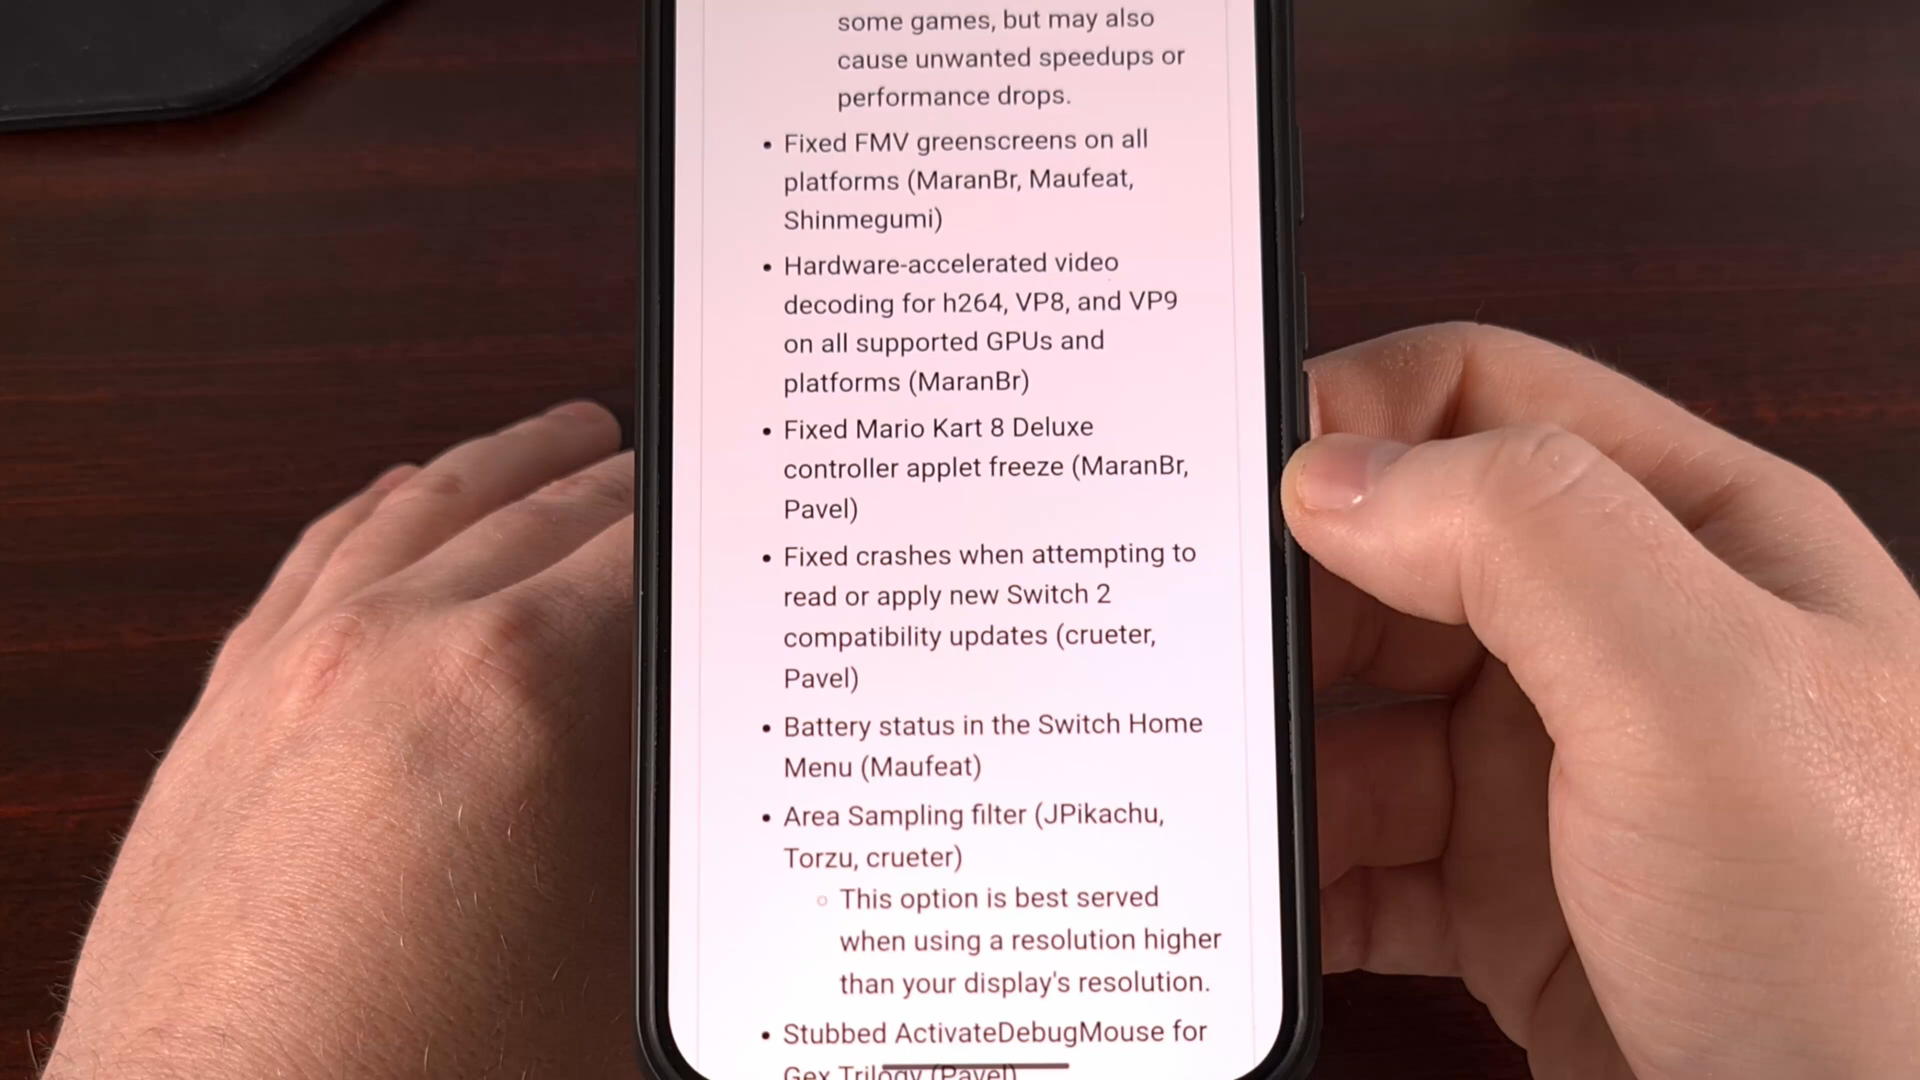 some games, but may also
cause unwanted speedups or
performance drops.
• Fixed FMV greenscreens on all
platforms (MaranBr, Maufeat,
Shinmegumi)
• Hardware-accelerated video
decoding for h264, VP8, and VP9
on all supported GPUs and
platforms (MaranBr)
• Fixed Mario Kart 8 Deluxe
controller applet freeze (MaranBr,
Pavel)
• Fixed crashes when attempting to
read or apply new Switch 2
compatibility updates (crueter,
Pavel)
• Battery status in the Switch Home
Menu (Maufeat)
• Area Sampling filter (JPikachu,
Torzu, crueter)
○ This option is best served
when using a resolution higher
than your display's resolution.
• Stubbed ActivateDebugMouse for
Gex Trilogy (Pavel)